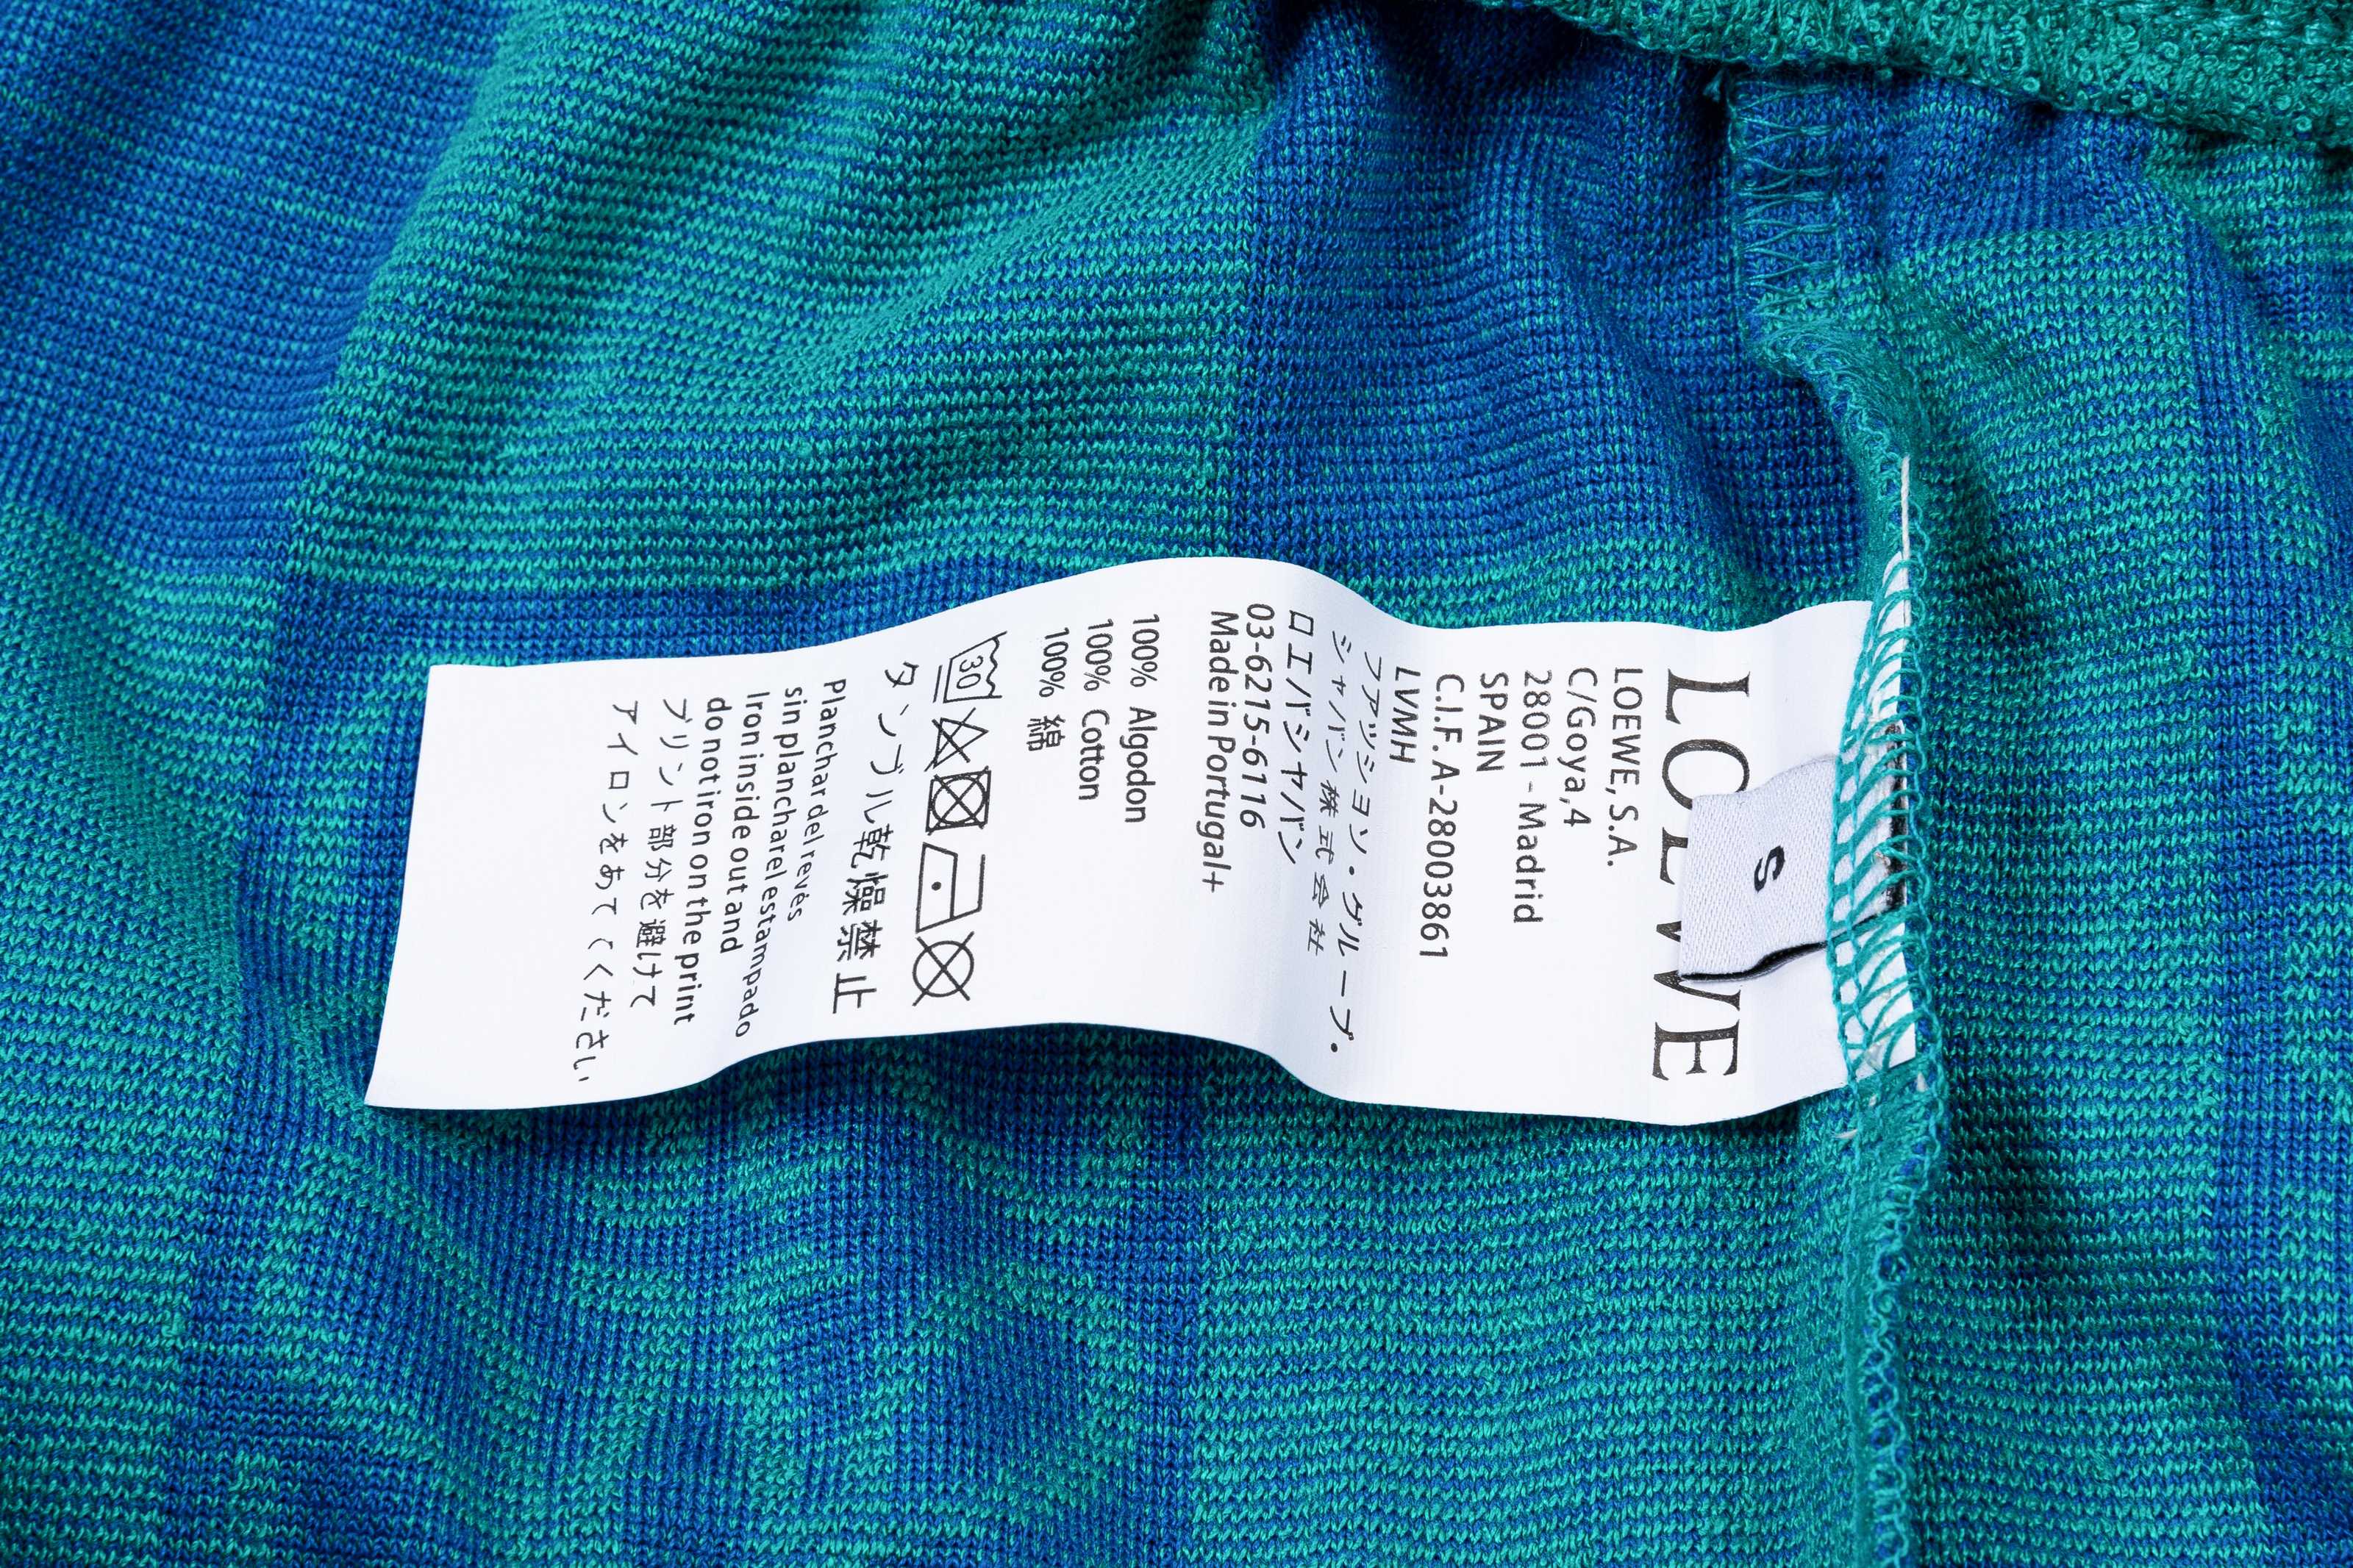 LOEWE
S
LOEWE, S.A.
C/Goya,4
28001 - Madrid
SPAIN
C.I.F. A-28003861
LVMH
ファッション・グループ・
ジャパン 株式会社
ロエベジャパン
03-6215-6116
Made in Portugal+
100% Algodon
100% Cotton
100% 綿
30
タンブル乾燥禁止
Planchar del revés
sin planchar el estampado
Iron inside out and
do not iron on the print
プリント部分を避けて
アイロンをあててください